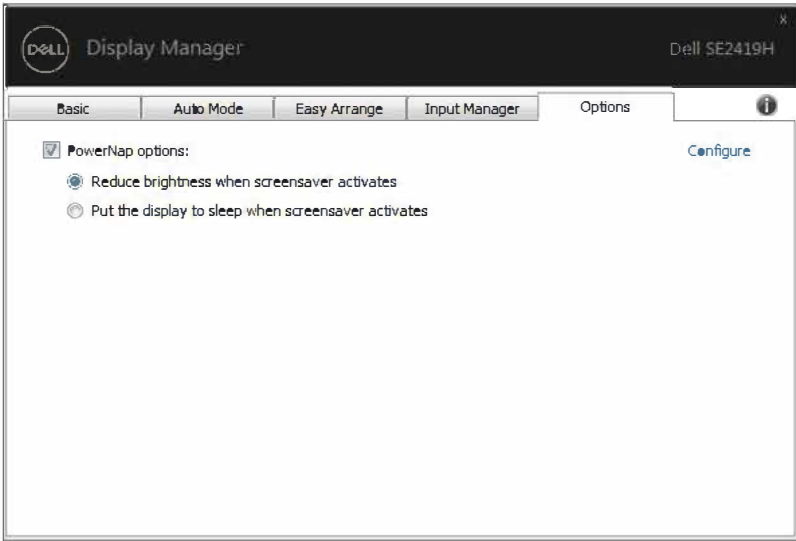 DELL Display Manager
Dell SE2419H
x
Basic Auto Mode Easy Arrange Input Manager Options i
PowerNap options: Configure
Reduce brightness when screensaver activates
Put the display to sleep when screensaver activates